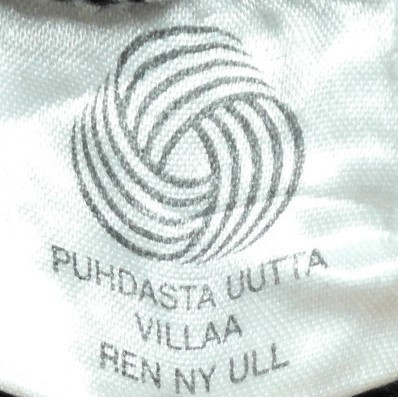 PUHDASTA UUTTA
VILLAA
REN NY ULL